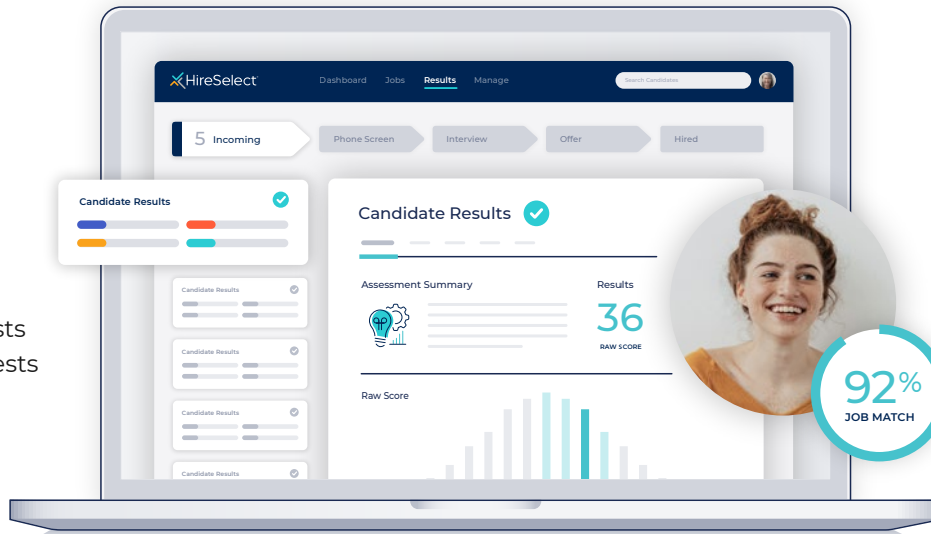 HireSelect
Dashboard Jobs Results Manage
Search Candidates
5 Incoming
Phone Screen
Interview
Offer
Hired
Candidate Results
Candidate Results
Candidate Results
Candidate Results
Candidate Results
Candidate Results
Assessment Summary
Results
36
RAW SCORE
Raw Score
92%
JOB MATCH
sts
ests